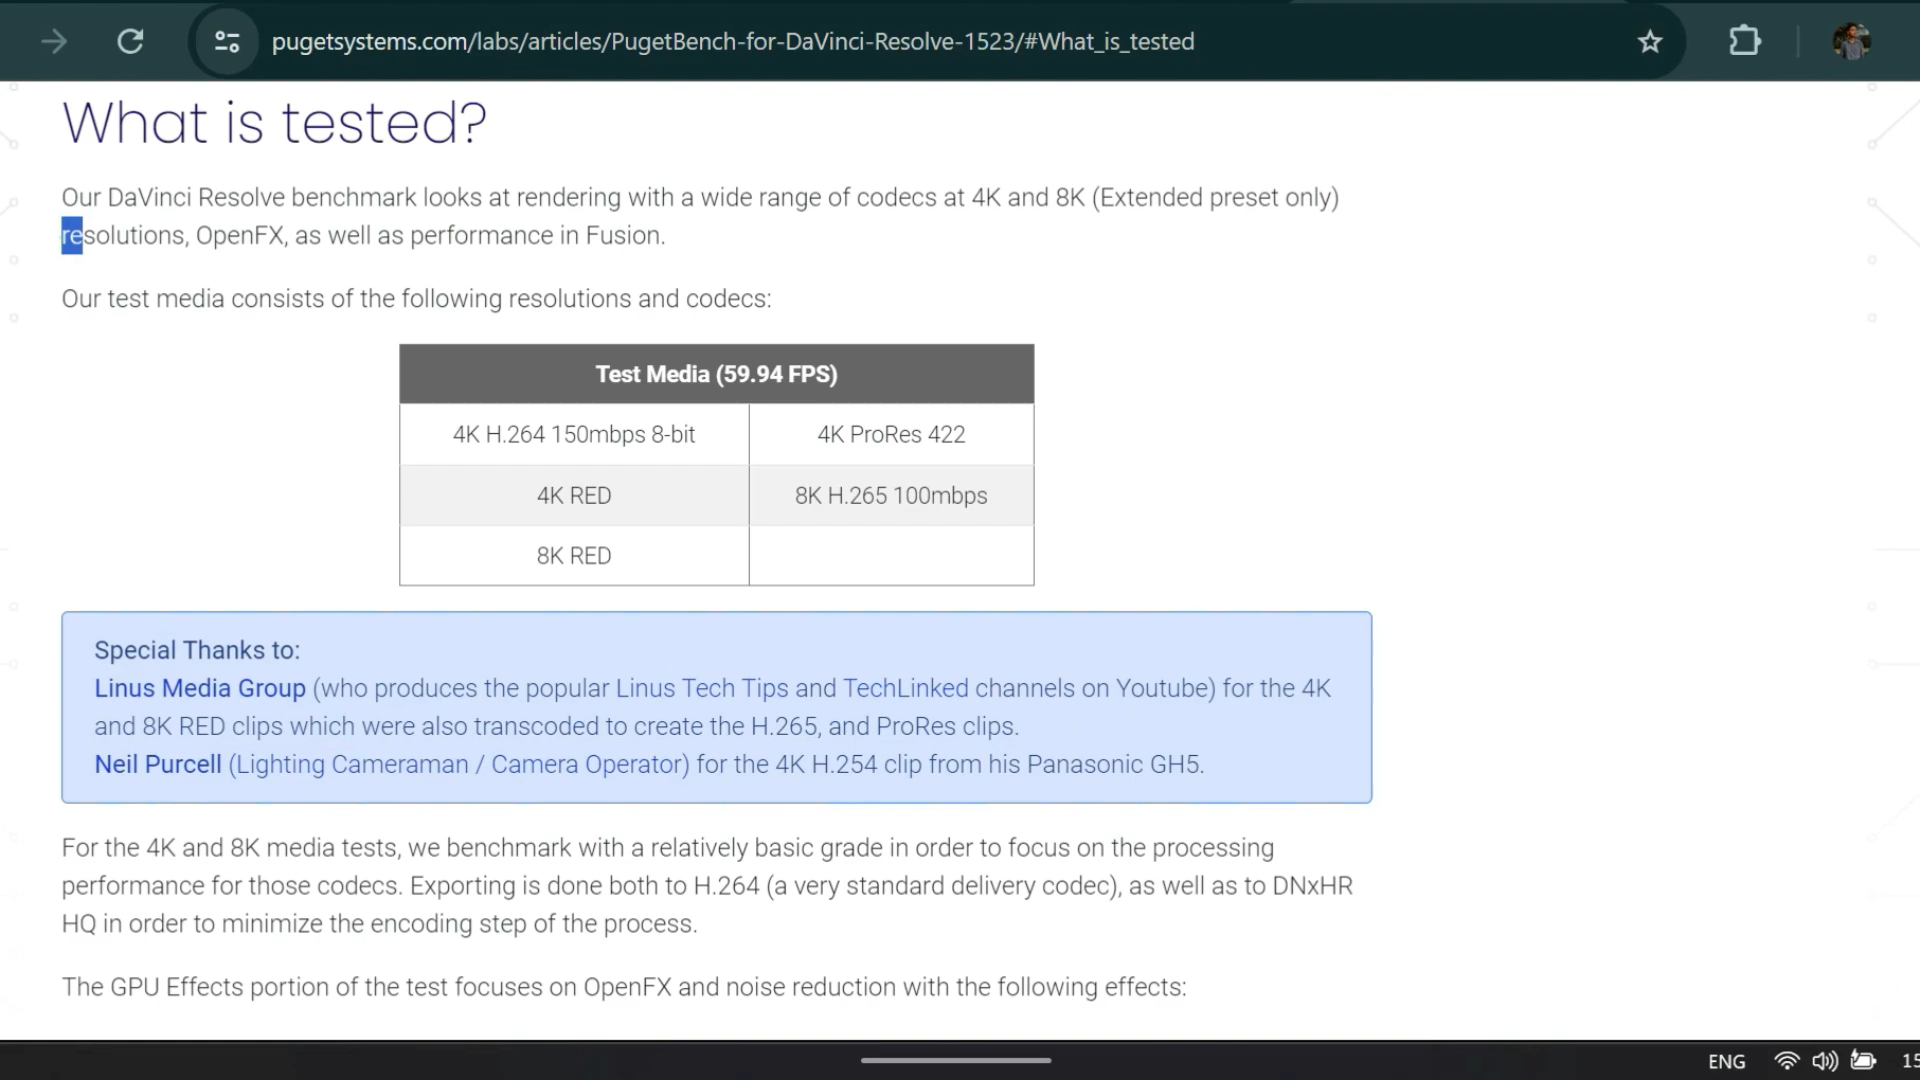 pugetsystems.com/labs/articles/PugetBench-for-DaVinci-Resolve-1523/#What_is_tested
What is tested?
Our DaVinci Resolve benchmark looks at rendering with a wide range of codecs at 4K and 8K (Extended preset only)
resolutions, OpenFX, as well as performance in Fusion.
Our test media consists of the following resolutions and codecs:
Test Media (59.94 FPS)
4K H.264 150mbps 8-bit
4K ProRes 422
4K RED
8K H.265 100mbps
8K RED
Special Thanks to:
Linus Media Group (who produces the popular Linus Tech Tips and TechLinked channels on Youtube) for the 4K
and 8K RED clips which were also transcoded to create the H.265, and ProRes clips.
Neil Purcell (Lighting Cameraman / Camera Operator) for the 4K H.254 clip from his Panasonic GH5.
For the 4K and 8K media tests, we benchmark with a relatively basic grade in order to focus on the processing
performance for those codecs. Exporting is done both to H.264 (a very standard delivery codec), as well as to DNxHR
HQ in order to minimize the encoding step of the process.
The GPU Effects portion of the test focuses on OpenFX and noise reduction with the following effects:
ENG
15